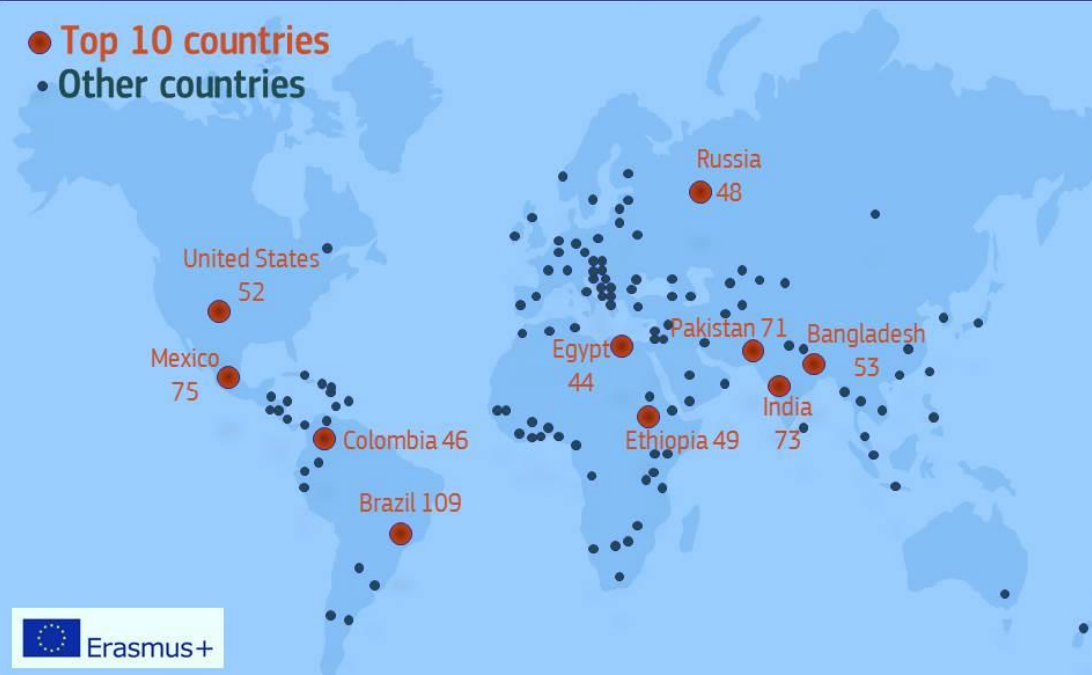 Top 10 countries
Other countries
Russia
48
United States
52
Pakistan 71
Bangladesh
53
Mexico
75
Egypt
44
India
73
Colombia 46
Ethiopia 49
Brazil 109
Erasmus+